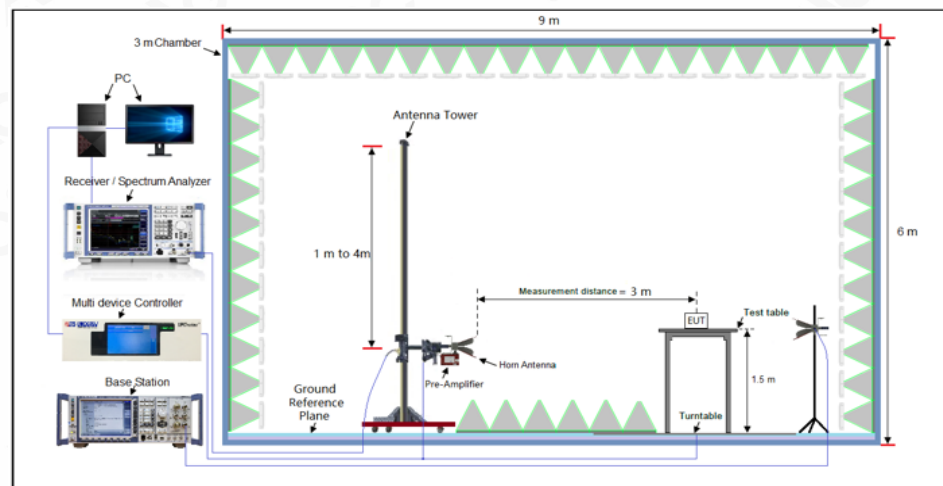 9 m
3 m Chamber
PC
Antenna Tower
Receiver / Spectrum Analyzer
1 m to 4m
6 m
Measurement distance = 3 m
Multi device Controller
EUT
Test table
Horn Antenna
Pre-Amplifier
1.5 m
Base Station
Ground
Reference
Plane
Turntable